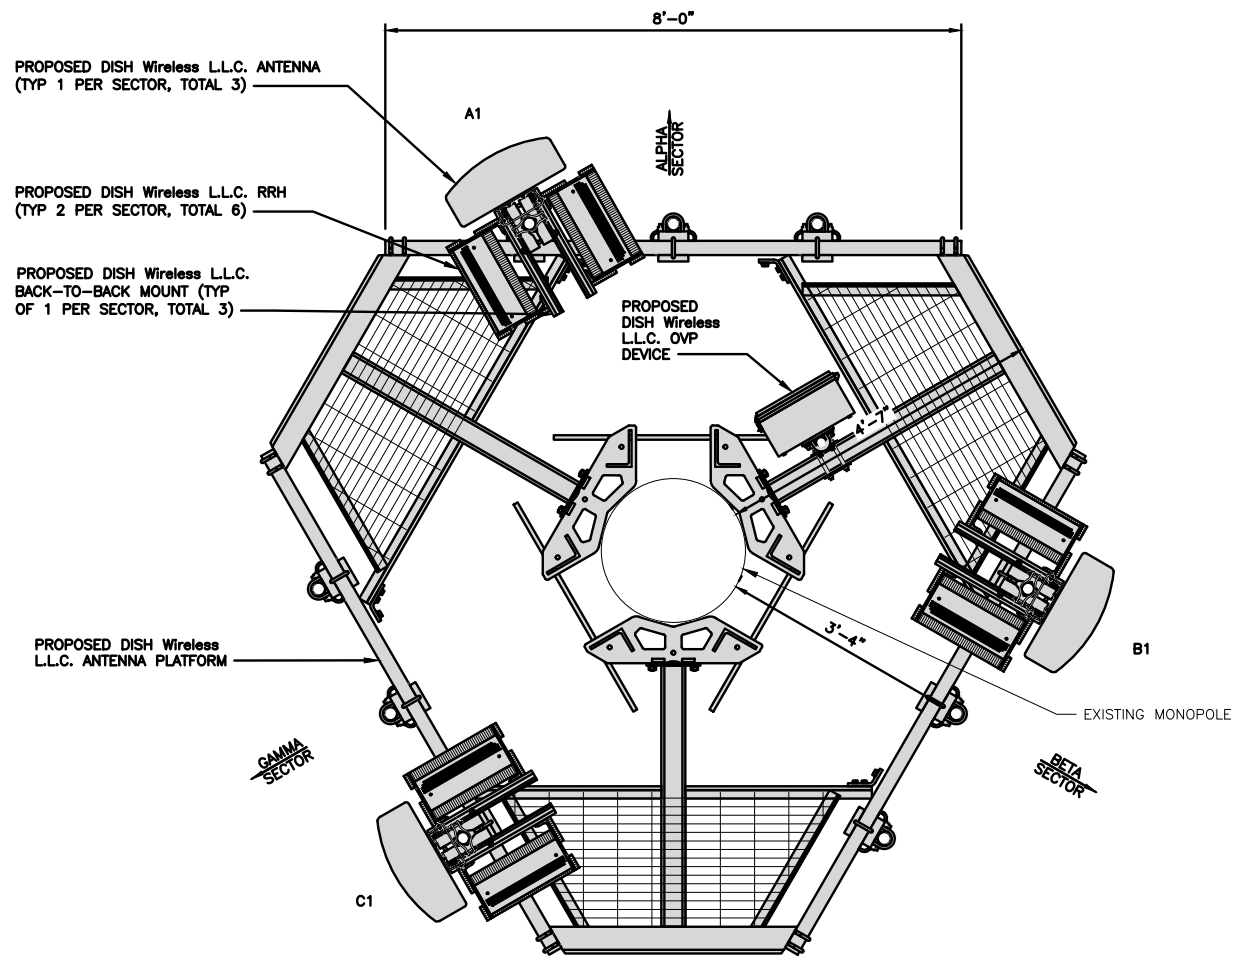 8'-0"
PROPOSED DISH Wireless L.L.C. ANTENNA
(TYP 1 PER SECTOR, TOTAL 3)
A1
ALPHA
SECTOR
PROPOSED DISH Wireless L.L.C. RRH
(TYP 2 PER SECTOR, TOTAL 6)
PROPOSED DISH Wireless L.L.C.
BACK-TO-BACK MOUNT (TYP
OF 1 PER SECTOR, TOTAL 3)
PROPOSED
DISH Wireless
L.L.C. OVP
DEVICE
4'-7"
3'-4"
PROPOSED DISH Wireless
L.L.C. ANTENNA PLATFORM
B1
EXISTING MONOPOLE
GAMMA
SECTOR
BETA
SECTOR
C1